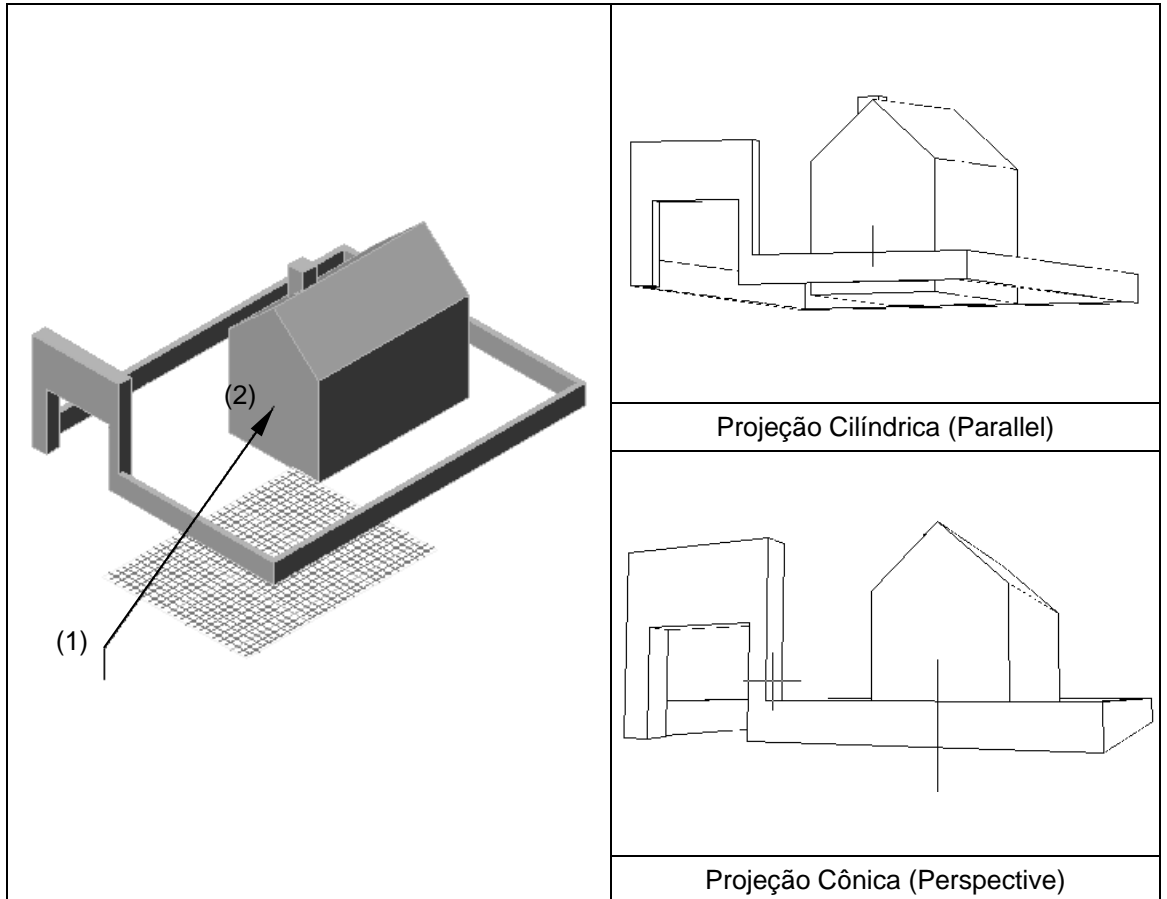 (2)
(1)
Projeção Cilíndrica (Parallel)
Projeção Cônica (Perspective)